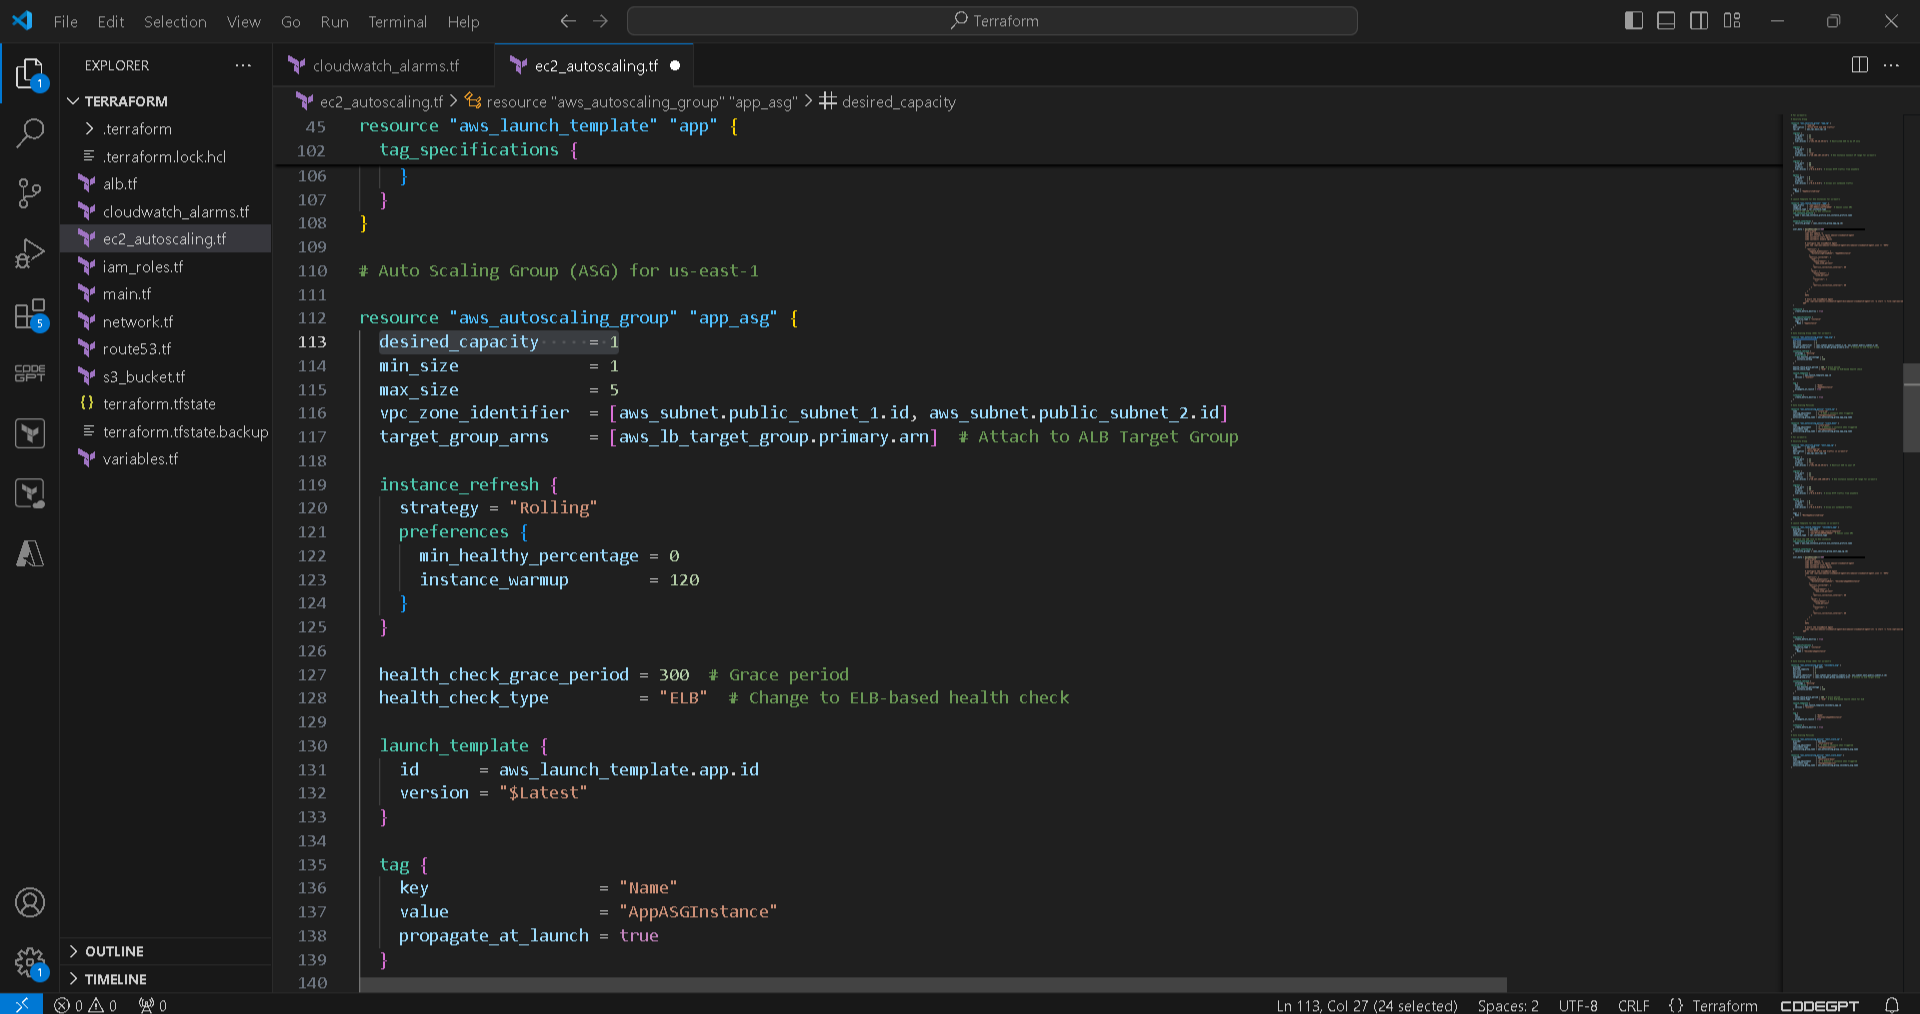 File Edit Selection View Go Run Terminal Help
Terraform
EXPLORER
TERRAFORM
.terraform
.terraform.lock.hcl
alb.tf
cloudwatch_alarms.tf
ec2_autoscaling.tf
iam_roles.tf
main.tf
network.tf
route53.tf
s3_bucket.tf
terraform.tfstate
terraform.tfstate.backup
variables.tf
OUTLINE
TIMELINE
1
5
CODE
GPT
1
cloudwatch_alarms.tf ec2_autoscaling.tf
ec2_autoscaling.tf > resource "aws_autoscaling_group" "app_asg" > desired_capacity
45 resource "aws_launch_template" "app" {
102 tag_specifications {
106 }
107 }
108 }
109
110 # Auto Scaling Group (ASG) for us-east-1
111
112 resource "aws_autoscaling_group" "app_asg" {
113 desired_capacity = 1
114 min_size = 1
115 max_size = 5
116 vpc_zone_identifier = [aws_subnet.public_subnet_1.id, aws_subnet.public_subnet_2.id]
117 target_group_arns = [aws_lb_target_group.primary.arn] # Attach to ALB Target Group
118
119 instance_refresh {
120 strategy = "Rolling"
121 preferences {
122 min_healthy_percentage = 0
123 instance_warmup = 120
124 }
125 }
126
127 health_check_grace_period = 300 # Grace period
128 health_check_type = "ELB" # Change to ELB-based health check
129
130 launch_template {
131 id = aws_launch_template.app.id
132 version = "$Latest"
133 }
134
135 tag {
136 key = "Name"
137 value = "AppASGInstance"
138 propagate_at_launch = true
139 }
140
0 0 0
Ln 113, Col 27 (24 selected) Spaces: 2 UTF-8 CRLF {} Terraform CODEGPT